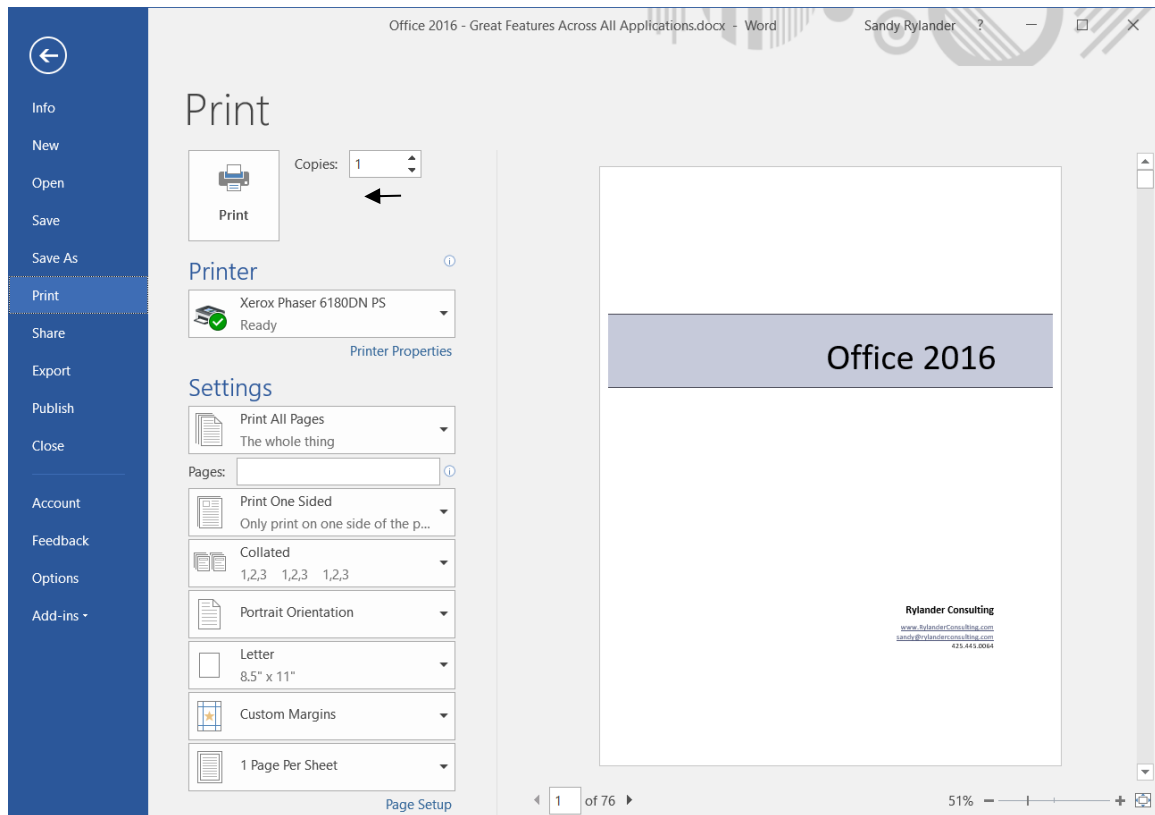 Office 2016 - Great Features Across All Applications.docx - Word
Sandy Rylander ?
Info
New
Open
Save
Save As
Print
Share
Export
Publish
Close
Account
Feedback
Options
Add-ins
Print
Print
Copies: 1
Printer
Xerox Phaser 6180DN PS
Ready
Printer Properties
Settings
Print All Pages
The whole thing
Pages:
Print One Sided
Only print on one side of the p...
Collated
1,2,3 1,2,3 1,2,3
Portrait Orientation
Letter
8.5" x 11"
Custom Margins
1 Page Per Sheet
Page Setup
Office 2016
Rylander Consulting
www.RylanderConsulting.com
sandy@rylanderconsulting.com
425.445.0064
1 of 76
51%